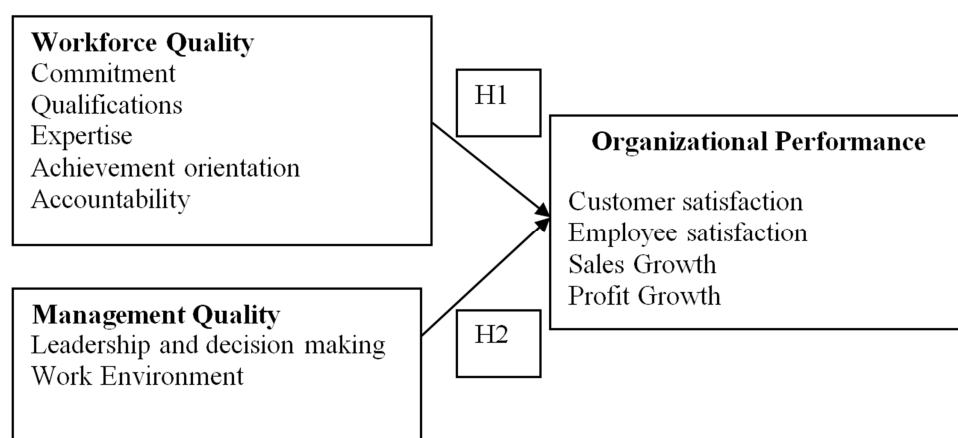 Workforce Quality
Commitment
Qualifications
Expertise
Achievement orientation
Accountability
H1
Organizational Performance
Customer satisfaction
Employee satisfaction
Sales Growth
Profit Growth
Management Quality
Leadership and decision making
Work Environment
H2